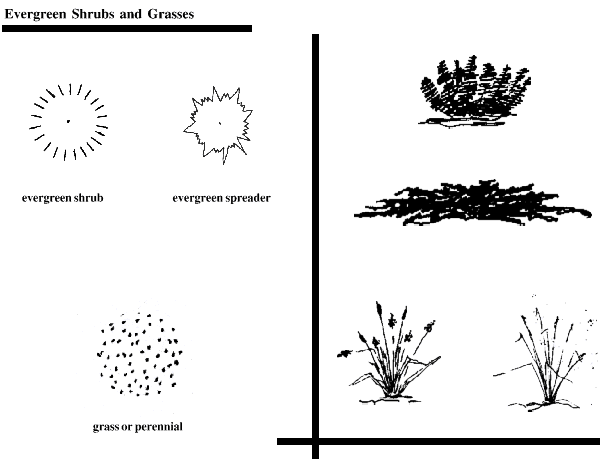 Evergreen Shrubs and Grasses
evergreen shrub
evergreen spreader
grass or perennial